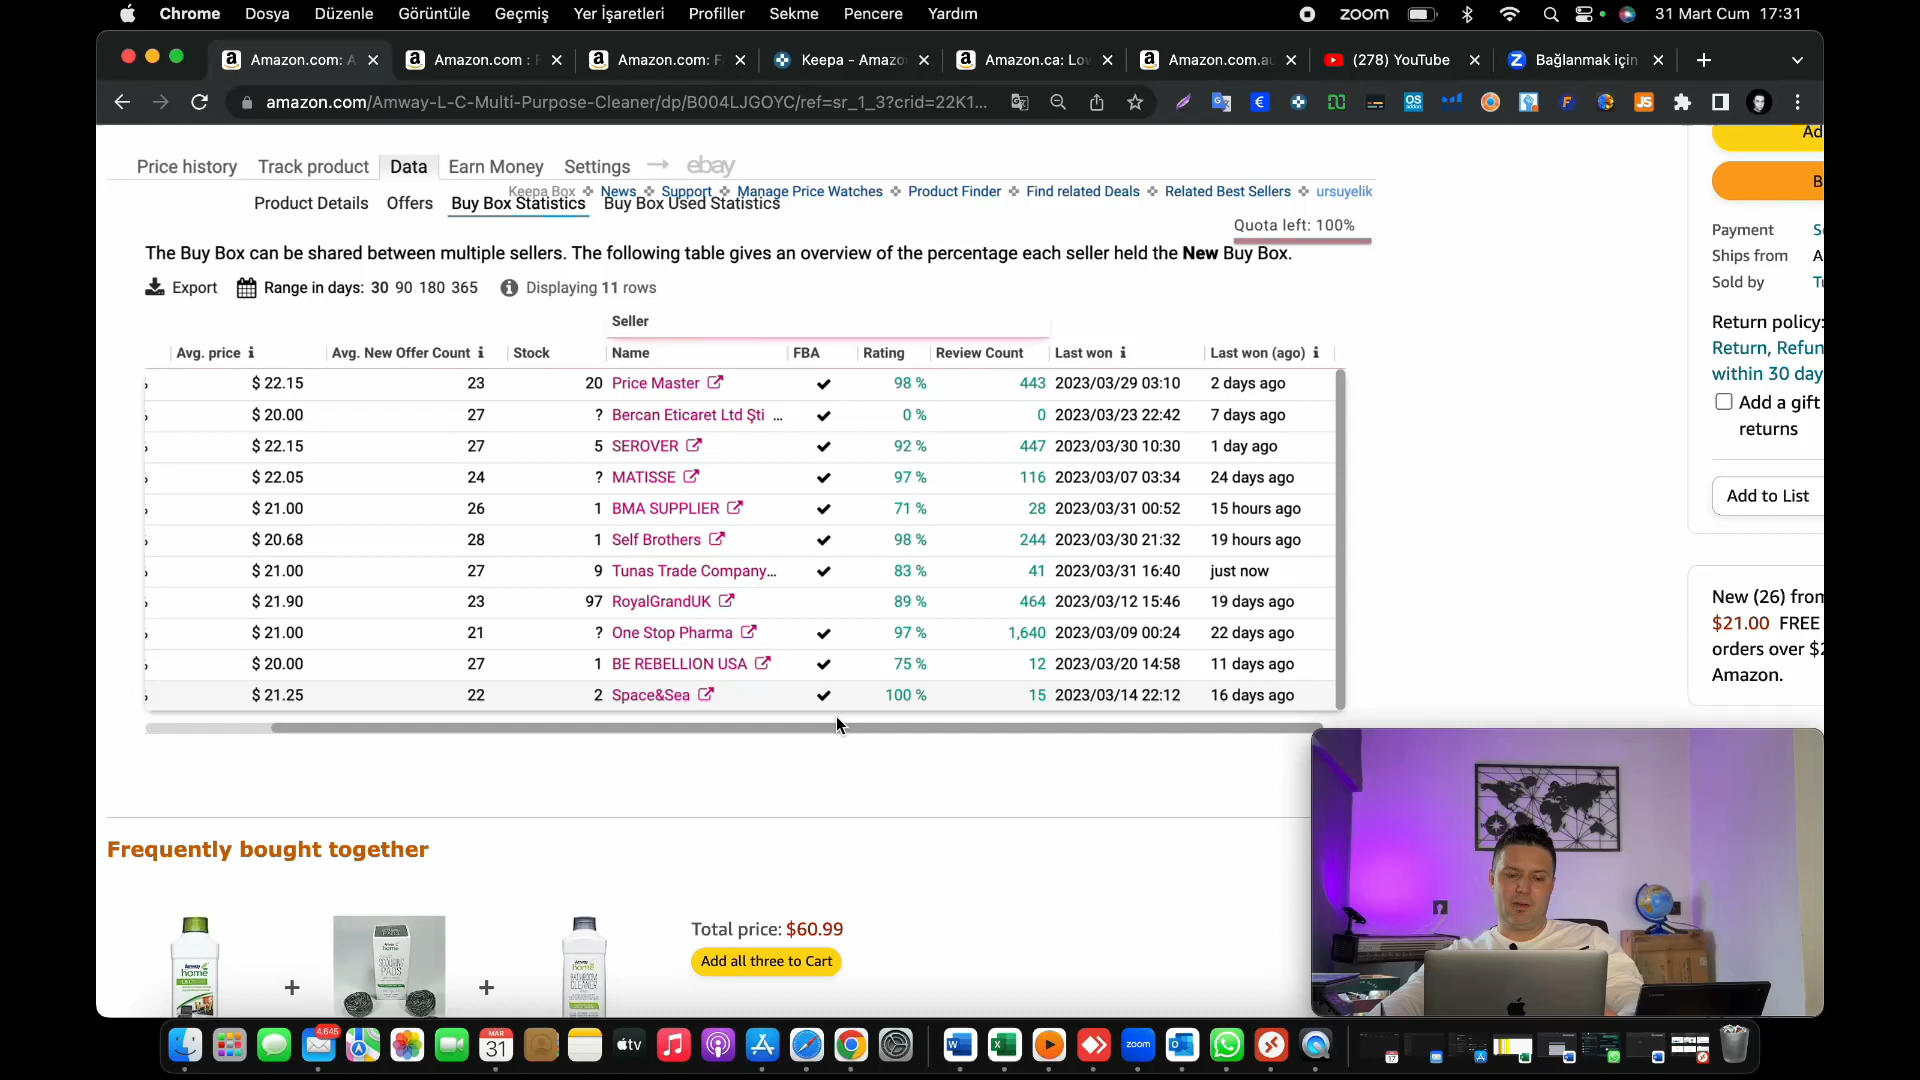 Chrome Dosya Düzenle Görüntüle Geçmiş Yer İşaretleri Profiller Sekme Pencere Yardım zoom 31 Mart Cum 17:31
Amazon.com: A Amazon.com : F Amazon.com: F Keepa - Amazo Amazon.ca: Lo Amazon.com.au (278) YouTube Bağlanmak için
amazon.com/Amway-L-C-Multi-Purpose-Cleaner/dp/B004LJGOYC/ref=sr_1_3?crid=22K1...
Price history Track product Data Earn Money Settings ebay
Keepa Box News Support Manage Price Watches Product Finder Find related Deals Related Best Sellers ursuyelik
Product Details Offers Buy Box Statistics Buy Box Used Statistics
Quota left: 100%
The Buy Box can be shared between multiple sellers. The following table gives an overview of the percentage each seller held the New Buy Box.
Export Range in days: 30 90 180 365 Displaying 11 rows
Seller
Avg. price Avg. New Offer Count Stock Name FBA Rating Review Count Last won Last won (ago)
$ 22.15 23 20 Price Master ✔ 98 % 443 2023/03/29 03:10 2 days ago
$ 20.00 27 ? Bercan Eticaret Ltd Şti ... ✔ 0 % 0 2023/03/23 22:42 7 days ago
$ 22.15 27 5 SEROVER ✔ 92 % 447 2023/03/30 10:30 1 day ago
$ 22.05 24 ? MATISSE ✔ 97 % 116 2023/03/07 03:34 24 days ago
$ 21.00 26 1 BMA SUPPLIER ✔ 71 % 28 2023/03/31 00:52 15 hours ago
$ 20.68 28 1 Self Brothers ✔ 98 % 244 2023/03/30 21:32 19 hours ago
$ 21.00 27 9 Tunas Trade Company... ✔ 83 % 41 2023/03/31 16:40 just now
$ 21.90 23 97 RoyalGrandUK 89 % 464 2023/03/12 15:46 19 days ago
$ 21.00 21 ? One Stop Pharma ✔ 97 % 1,640 2023/03/09 00:24 22 days ago
$ 20.00 27 1 BE REBELLION USA ✔ 75 % 12 2023/03/20 14:58 11 days ago
$ 21.25 22 2 Space&Sea ✔ 100 % 15 2023/03/14 22:12 16 days ago
Ad
B
Payment S
Ships from A
Sold by Tu
Return policy:
Return, Refun
within 30 day
Add a gift
returns
Add to List
New (26) from
$21.00 FREE
orders over $2
Amazon.
Frequently bought together
Total price: $60.99
Add all three to Cart
+ +
home
home
4.645
MAR
31
tv
zoom